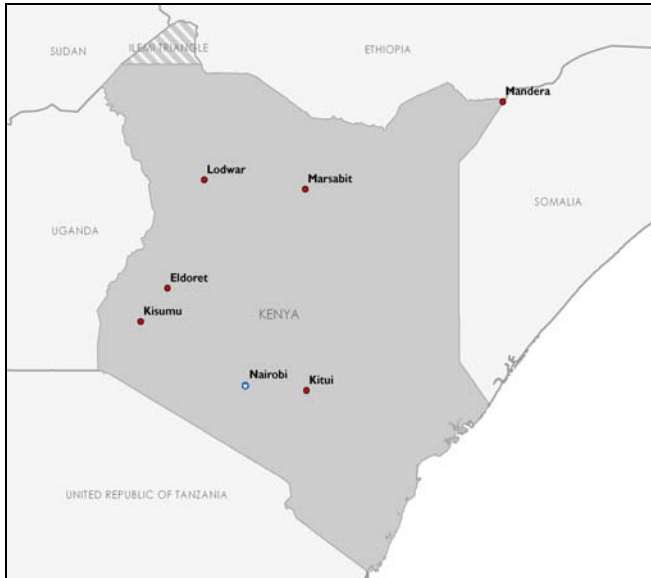 SUDAN
ILEMI TRIANGLE
ETHIOPIA
Mandera
Lodwar
Marsabit
SOMALIA
UGANDA
Eldoret
Kisumu
KENYA
Nairobi
Kitui
UNITED REPUBLIC OF TANZANIA